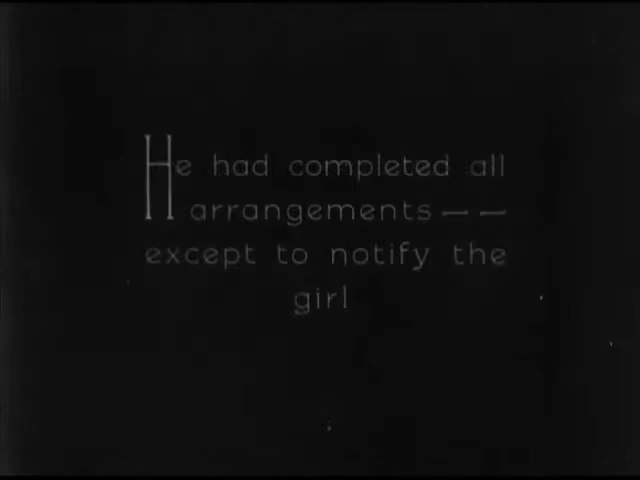 He had completed all
arrangements — —
except to notify the
girl